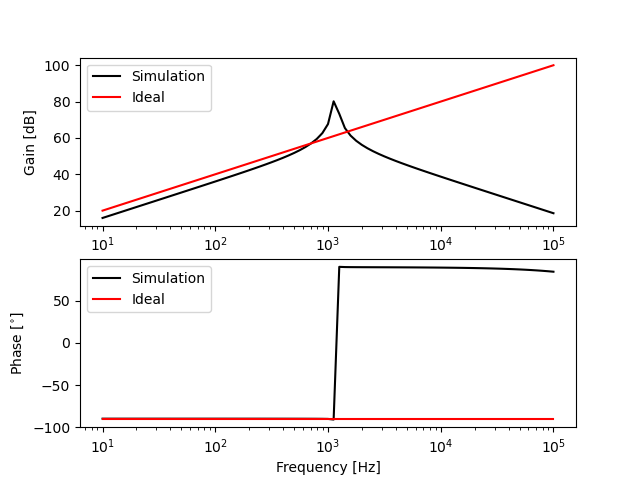 Gain [dB]
100
80
60
40
20
Simulation
Ideal
10¹ 10² 10³ 10⁴ 10⁵
Phase [°]
50
0
−50
−100
Simulation
Ideal
10¹ 10² 10³ 10⁴ 10⁵
Frequency [Hz]